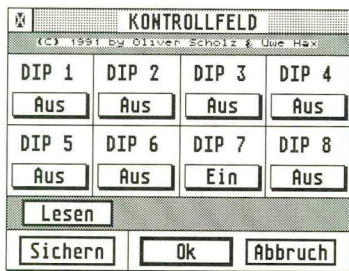 KONTROLLFELD
(C) 1991 by Oliver Scholz & Uwe Hax
DIP 1 DIP 2 DIP 3 DIP 4
Aus Aus Aus Aus
DIP 5 DIP 6 DIP 7 DIP 8
Aus Aus Ein Aus
Lesen
Sichern Ok Abbruch